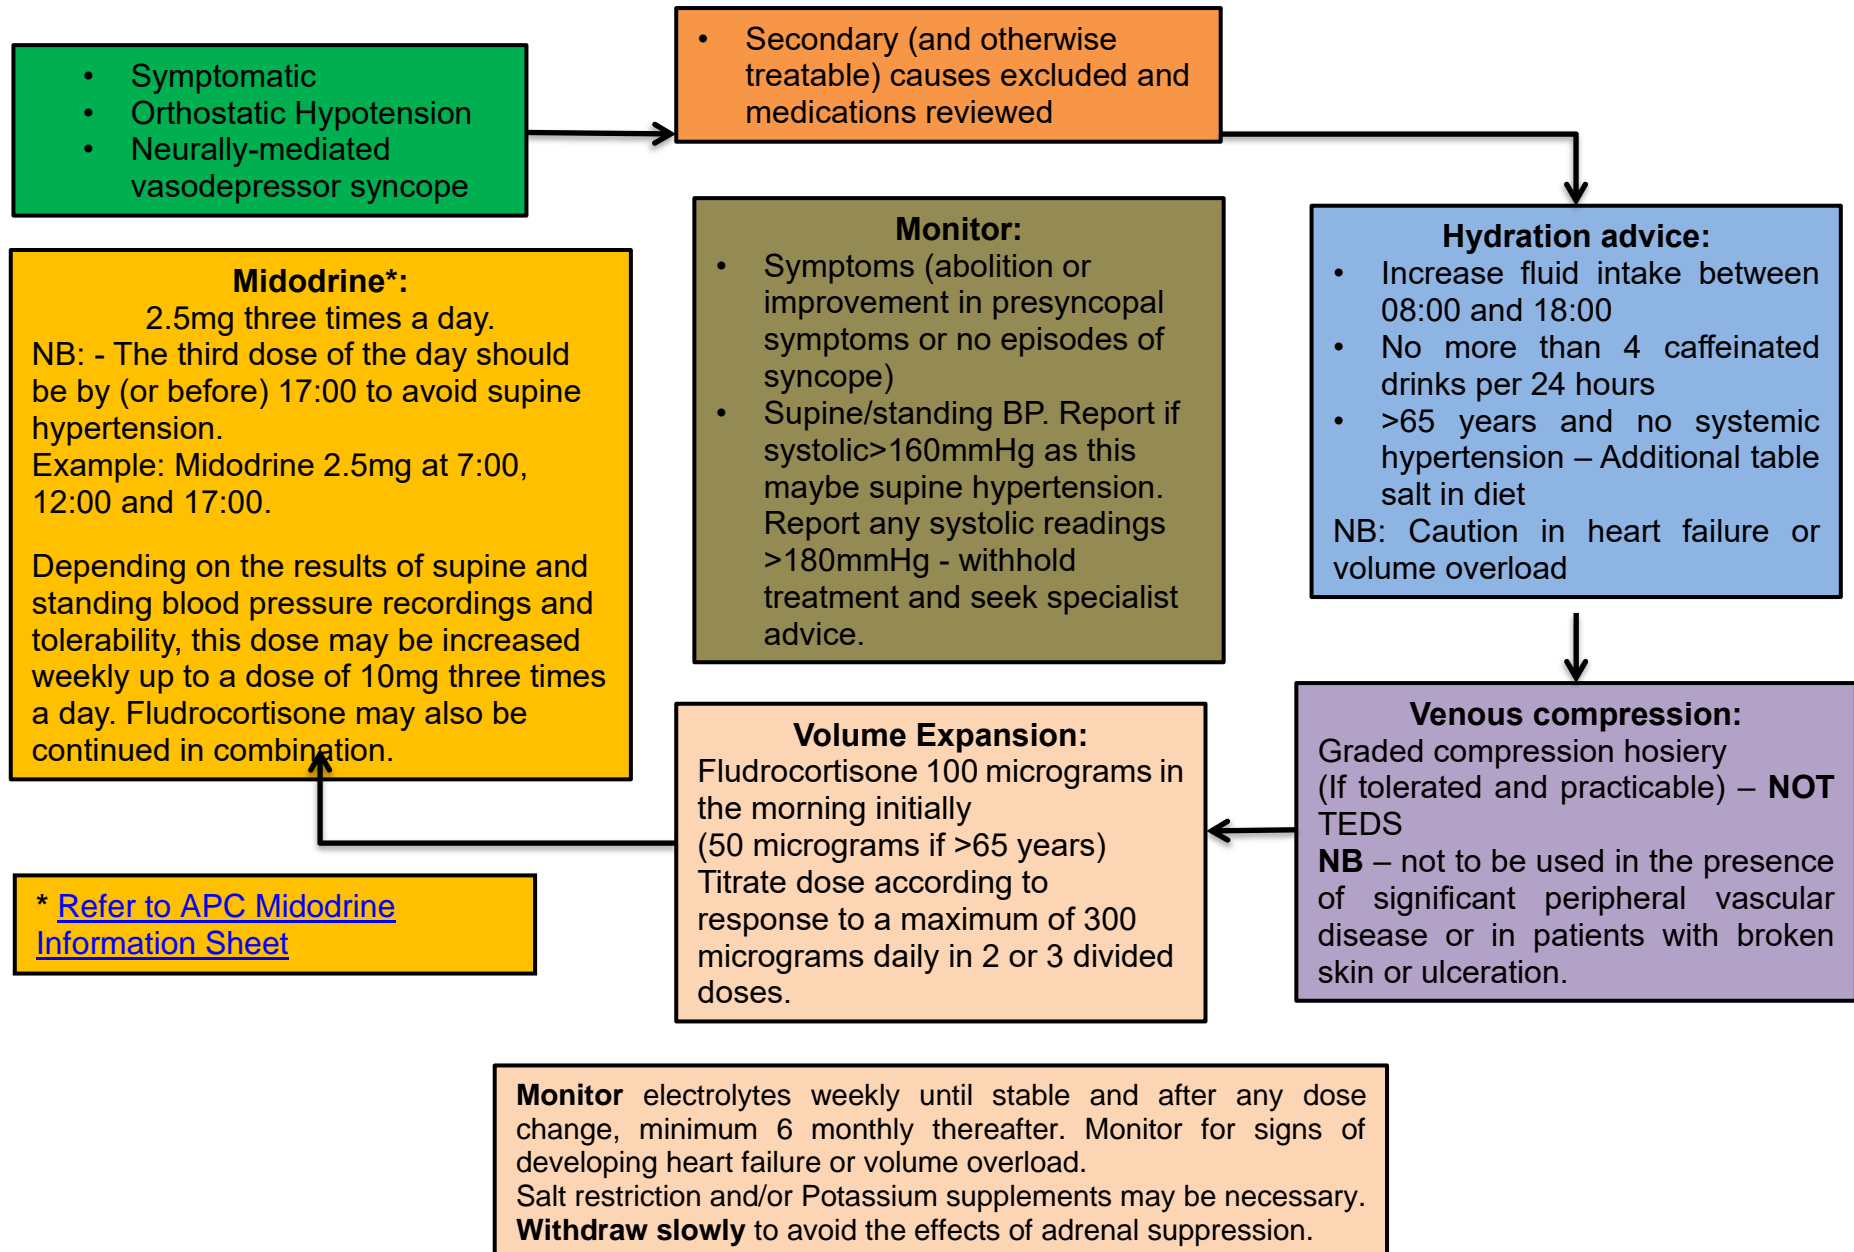 • Symptomatic
• Orthostatic Hypotension
• Neurally-mediated
vasodepressor syncope
• Secondary (and otherwise
treatable) causes excluded and
medications reviewed
Hydration advice:
• Increase fluid intake between
08:00 and 18:00
• No more than 4 caffeinated
drinks per 24 hours
• >65 years and no systemic
hypertension – Additional table
salt in diet
NB: Caution in heart failure or
volume overload
Venous compression:
Graded compression hosiery
(If tolerated and practicable) – NOT
TEDS
NB – not to be used in the presence
of significant peripheral vascular
disease or in patients with broken
skin or ulceration.
Volume Expansion:
Fludrocortisone 100 micrograms in
the morning initially
(50 micrograms if >65 years)
Titrate dose according to
response to a maximum of 300
micrograms daily in 2 or 3 divided
doses.
Midodrine*:
2.5mg three times a day.
NB: - The third dose of the day should
be by (or before) 17:00 to avoid supine
hypertension.
Example: Midodrine 2.5mg at 7:00,
12:00 and 17:00.
Depending on the results of supine and
standing blood pressure recordings and
tolerability, this dose may be increased
weekly up to a dose of 10mg three times
a day. Fludrocortisone may also be
continued in combination.
* Refer to APC Midodrine
Information Sheet
Monitor:
• Symptoms (abolition or
improvement in presyncopal
symptoms or no episodes of
syncope)
• Supine/standing BP. Report if
systolic>160mmHg as this
maybe supine hypertension.
Report any systolic readings
>180mmHg - withhold
treatment and seek specialist
advice.
Monitor electrolytes weekly until stable and after any dose
change, minimum 6 monthly thereafter. Monitor for signs of
developing heart failure or volume overload.
Salt restriction and/or Potassium supplements may be necessary.
Withdraw slowly to avoid the effects of adrenal suppression.